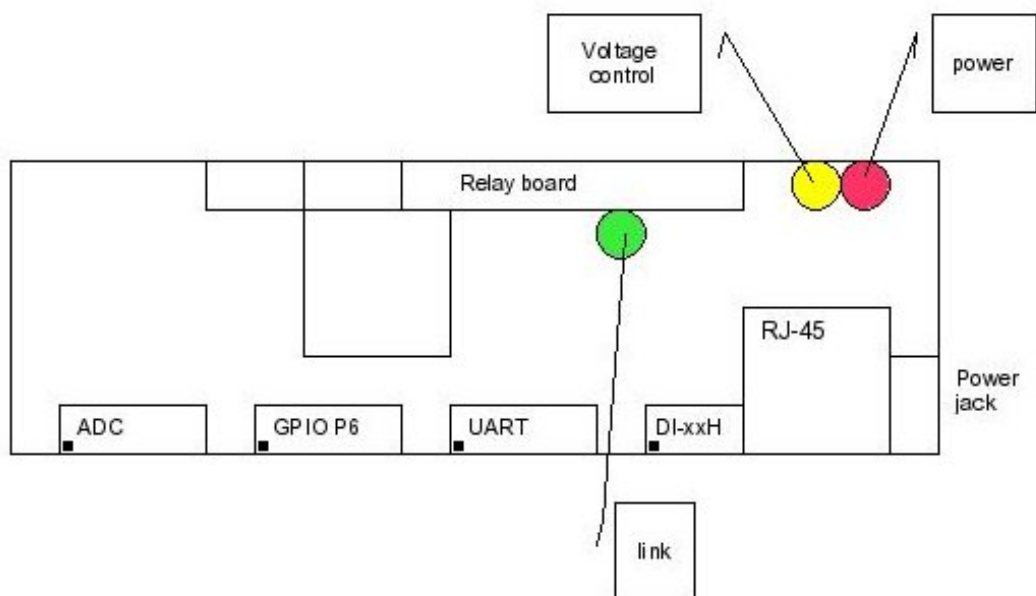 Voltage
control
power
Relay board
RJ-45
Power
jack
ADC
GPIO P6
UART
DI-xxH
link